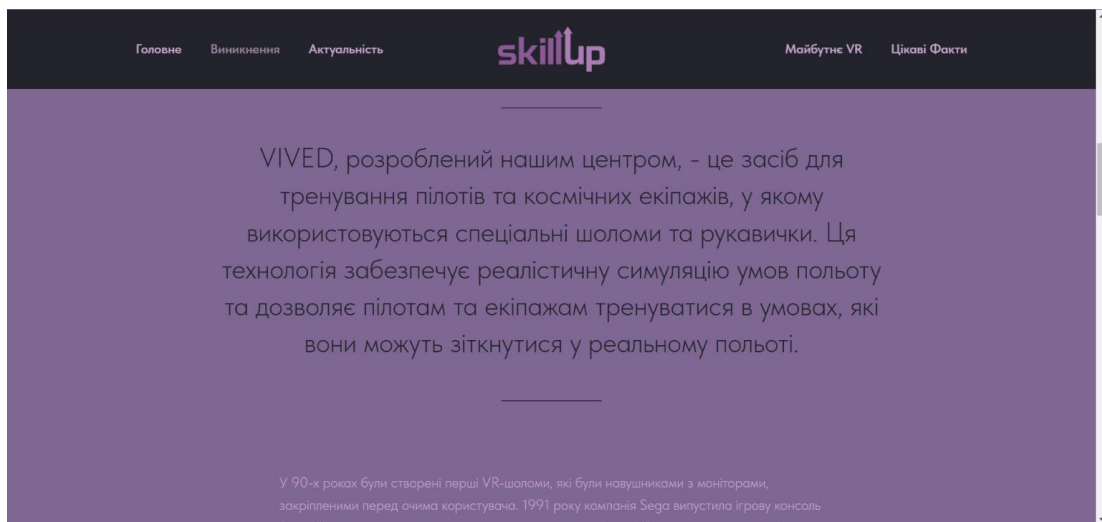 Головне Виникнення Актуальність skillup Майбутнє VR Цікаві Факти
VIVED, розроблений нашим центром, - це засіб для
тренування пілотів та космічних екіпажів, у якому
використовуються спеціальні шоломи та рукавички. Ця
технологія забезпечує реалістичну симуляцію умов польоту
та дозволяє пілотам та екіпажам тренуватися в умовах, які
вони можуть зіткнутися у реальному польоті.
У 90-х роках були створені перші VR-шоломи, які були навушниками з моніторами,
закріпленими перед очима користувача. 1991 року компанія Sega випустила ігрову консоль